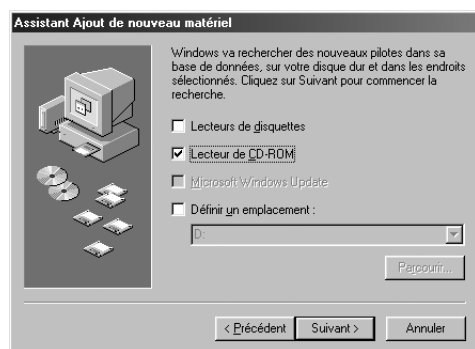 Assistant Ajout de nouveau matériel
Windows va rechercher des nouveaux pilotes dans sa
base de données, sur votre disque dur et dans les endroits
sélectionnés. Cliquez sur Suivant pour commencer la
recherche.
Lecteurs de disquettes
Lecteur de CD-ROM
Microsoft Windows Update
Définir un emplacement :
D:
Parcourir...
< Précédent
Suivant >
Annuler